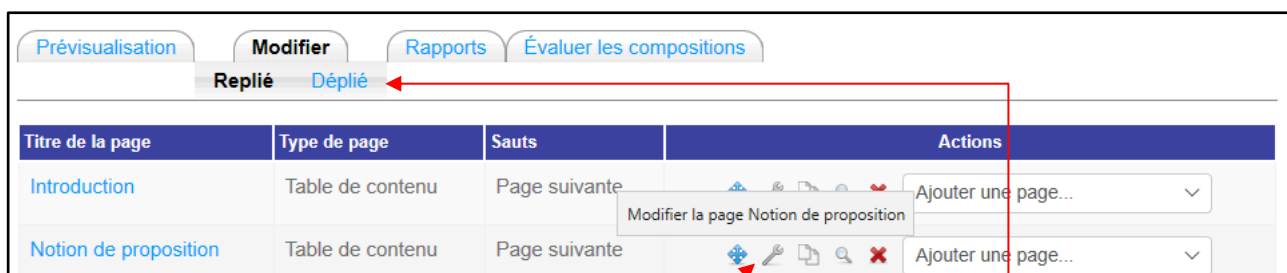 Prévisualisation Modifier Rapports Évaluer les compositions
Replié Déplié
Titre de la page Type de page Sauts Actions
Introduction Table de contenu Page suivante Ajouter une page...
Modifier la page Notion de proposition
Notion de proposition Table de contenu Page suivante Ajouter une page...